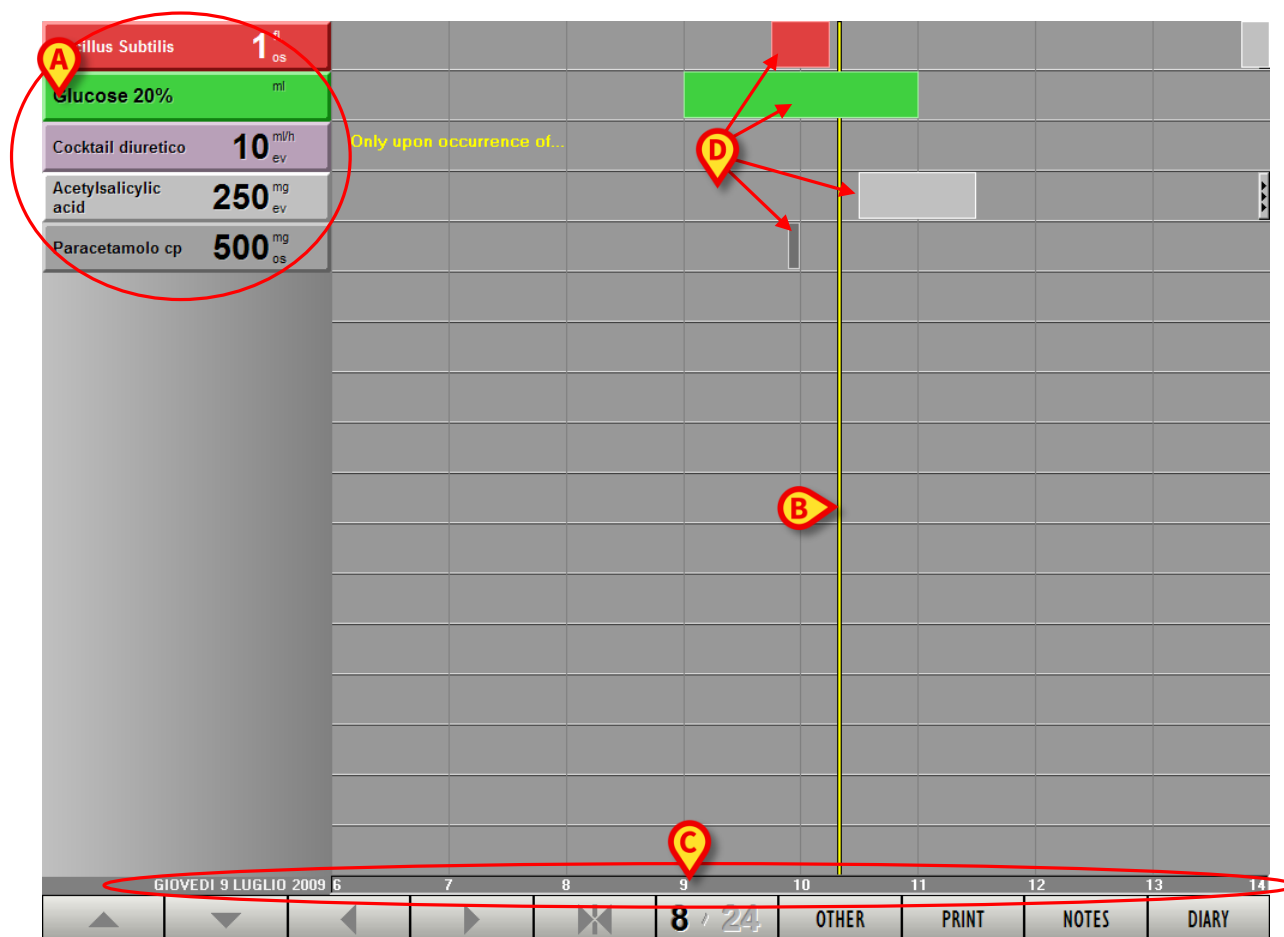 Subtilis 1 fl os
A
Glucose 20% ml
Cocktail diuretico 10 ml/h ev
Only upon occurrence of...
D
Acetylsalicylic acid 250 mg ev
Paracetamolo cp 500 mg os
B
C
GIOVEDI 9 LUGLIO 2009 6 7 8 9 10 11 12 13 14
8 / 24 OTHER PRINT NOTES DIARY